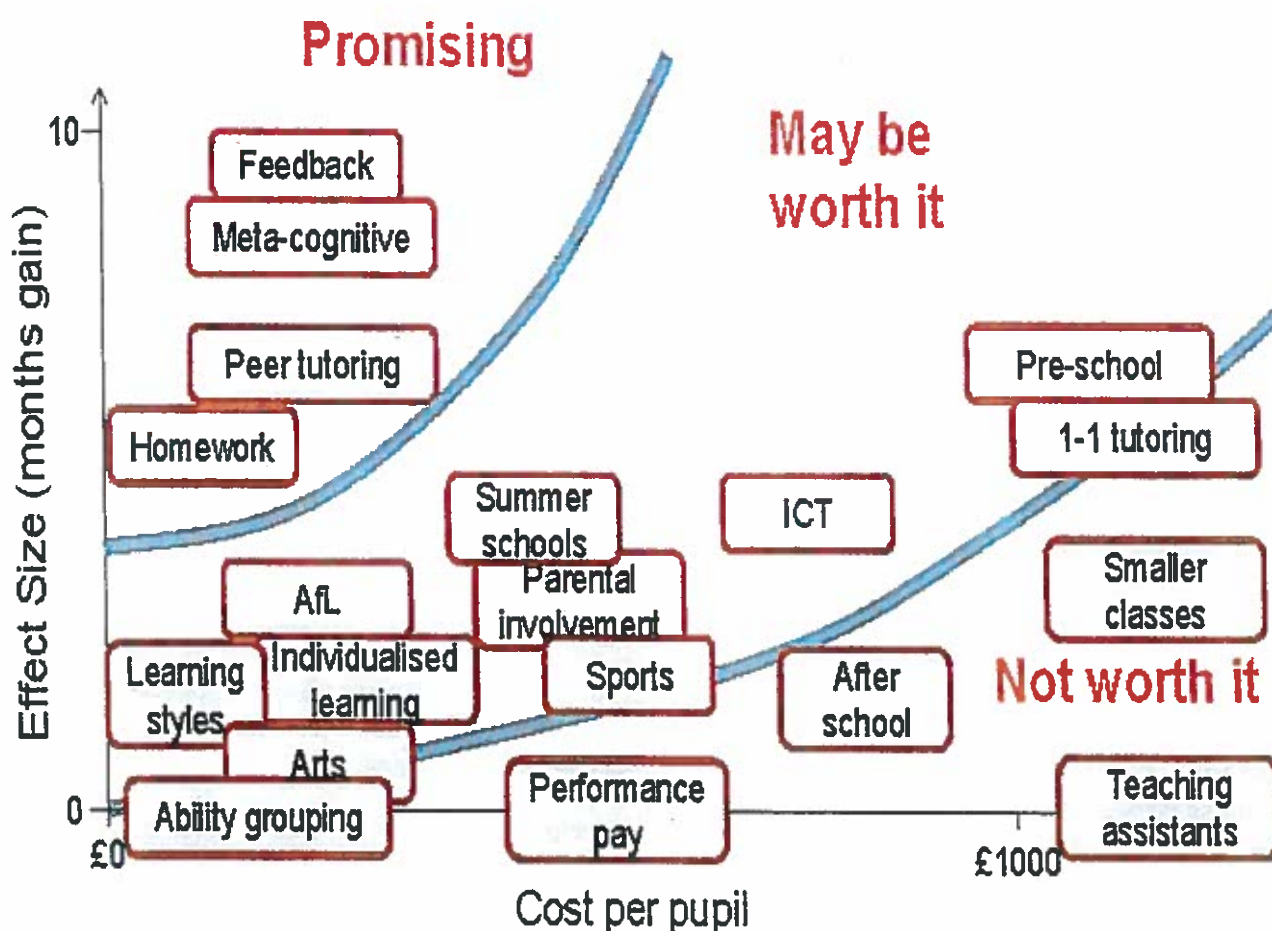 Promising
May be
worth it
10
Feedback
Meta-cognitive
Peer tutoring
Pre-school
Homework
1-1 tutoring
Summer
schools
ICT
Parental
involvement
Smaller
classes
AfL
Individualised
learning
Learning
styles
Sports
After
school
Not worth it
Arts
Ability grouping
Performance
pay
Teaching
assistants
0
£0
£1000
Cost per pupil
Effect Size (months gain)